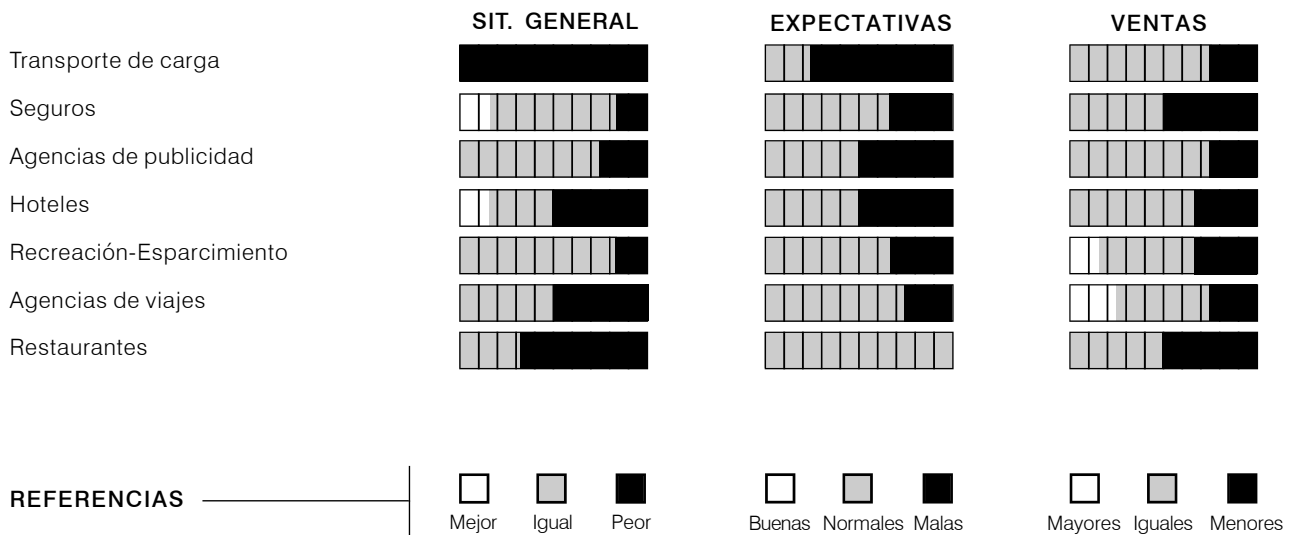 SIT. GENERAL EXPECTATIVAS VENTAS
Transporte de carga
Seguros
Agencias de publicidad
Hoteles
Recreación-Esparcimiento
Agencias de viajes
Restaurantes
REFERENCIAS
Mejor Igual Peor Buenas Normales Malas Mayores Iguales Menores